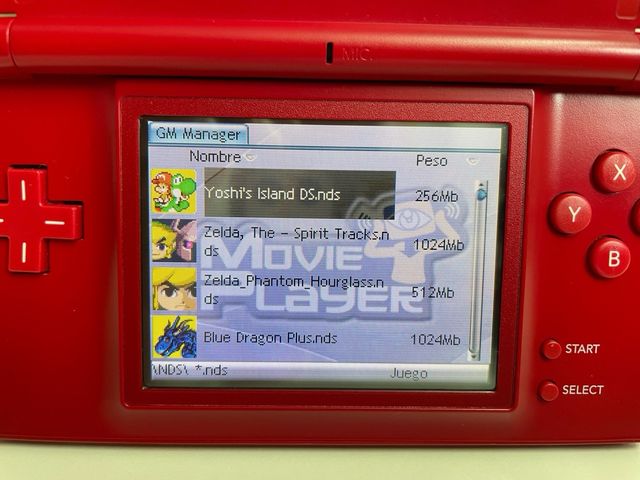 MIC.
GM Manager
Nombre Peso
Yoshi's Island DS.nds 256Mb
Zelda, The - Spirit Tracks.n
ds 1024Mb
MOVIE
PLAYER
Zelda_Phantom_Hourglass.n
ds 512Mb
Blue Dragon Plus.nds 1024Mb
\NDS\ *.nds Juego
X
Y
B
START
SELECT